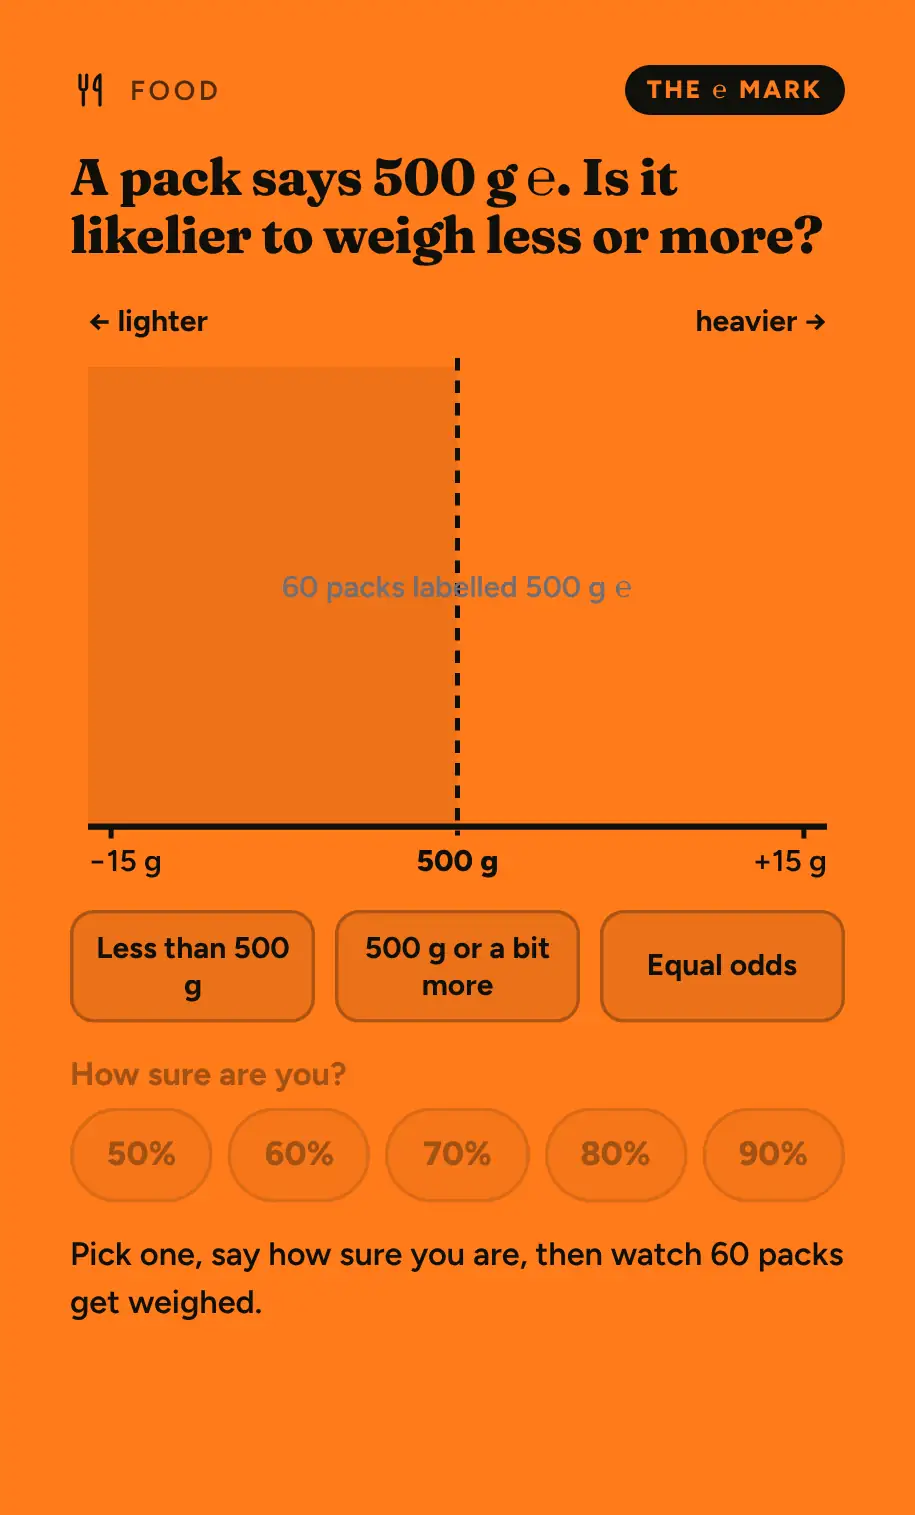 FOOD
THE ℮ MARK
A pack says 500 g ℮. Is it
likelier to weigh less or more?
← lighter
heavier →
60 packs labelled 500 g ℮
−15 g
500 g
+15 g
Less than 500
g
500 g or a bit
more
Equal odds
How sure are you?
50%
60%
70%
80%
90%
Pick one, say how sure you are, then watch 60 packs
get weighed.